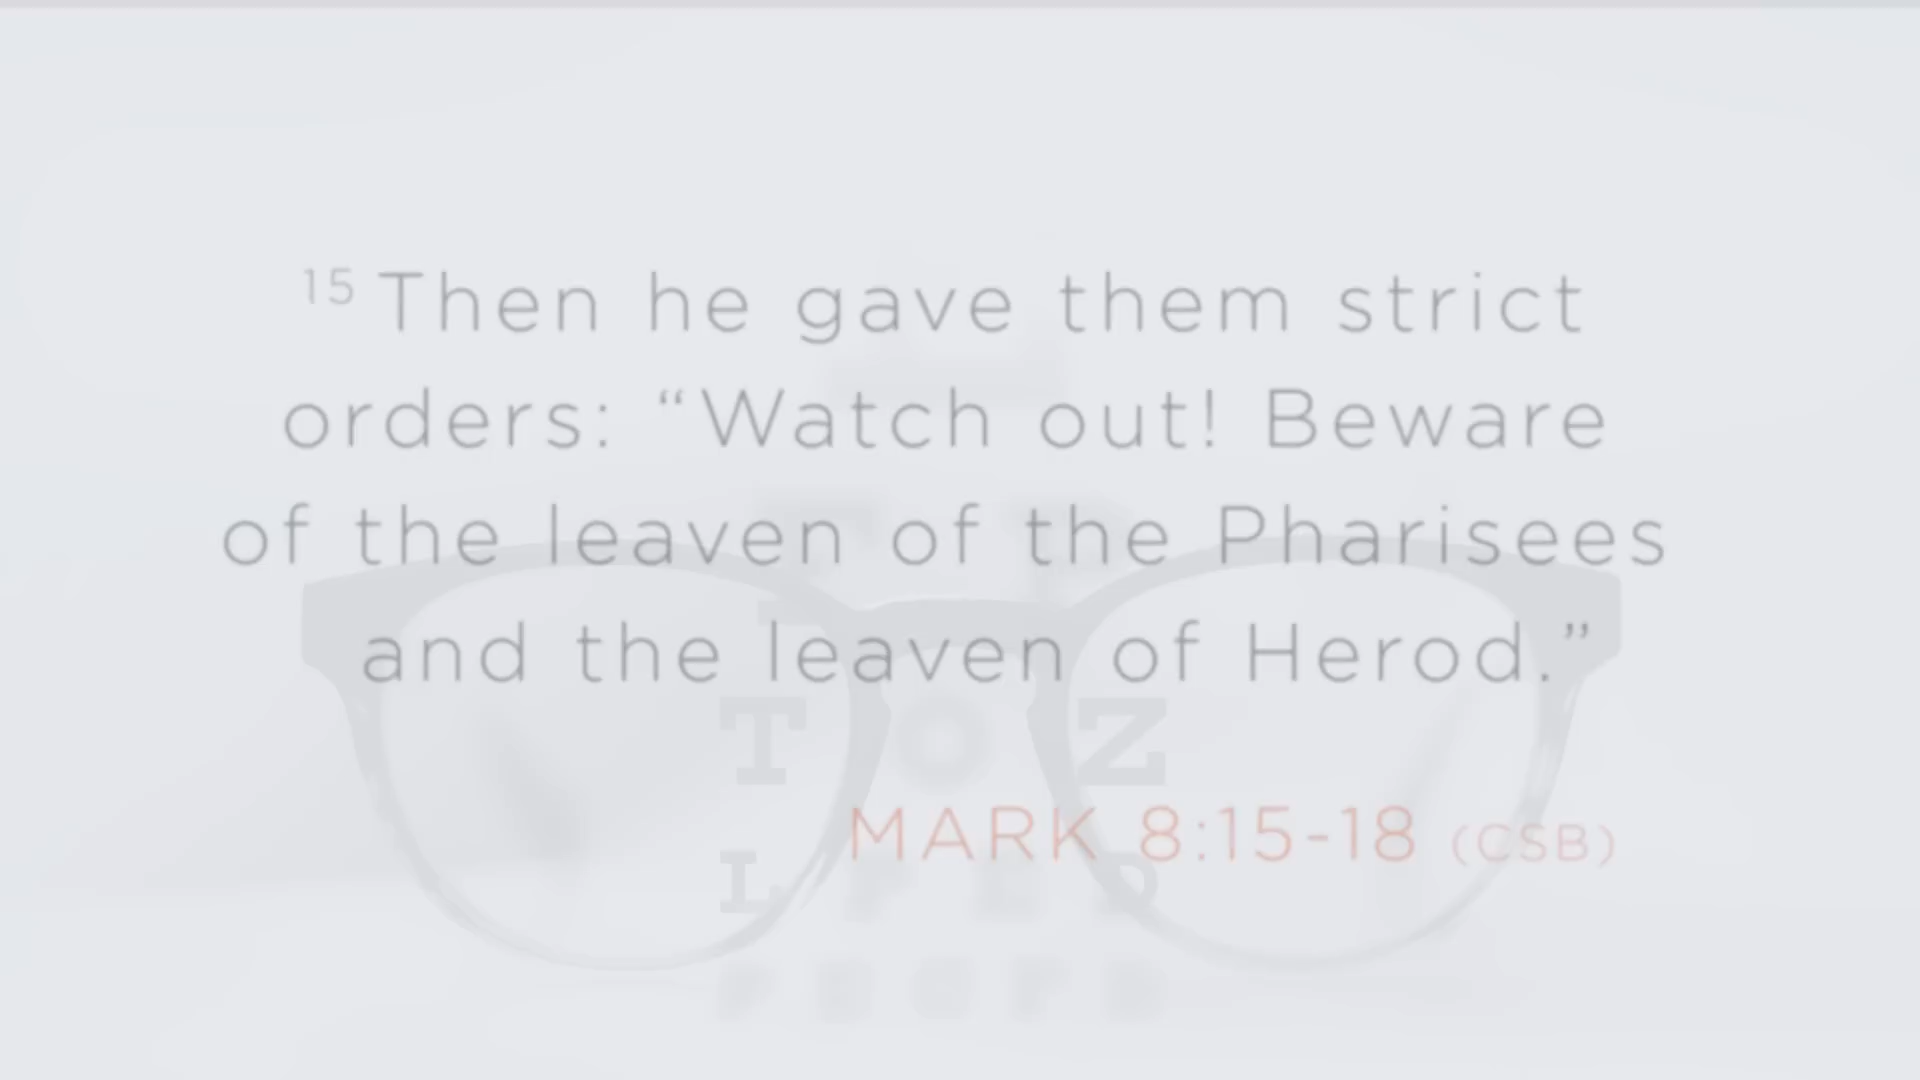 15 Then he gave them strict
orders: “Watch out! Beware
of the leaven of the Pharisees
and the leaven of Herod.”
T O Z
MARK 8:15-18 (CSB)
L P E D